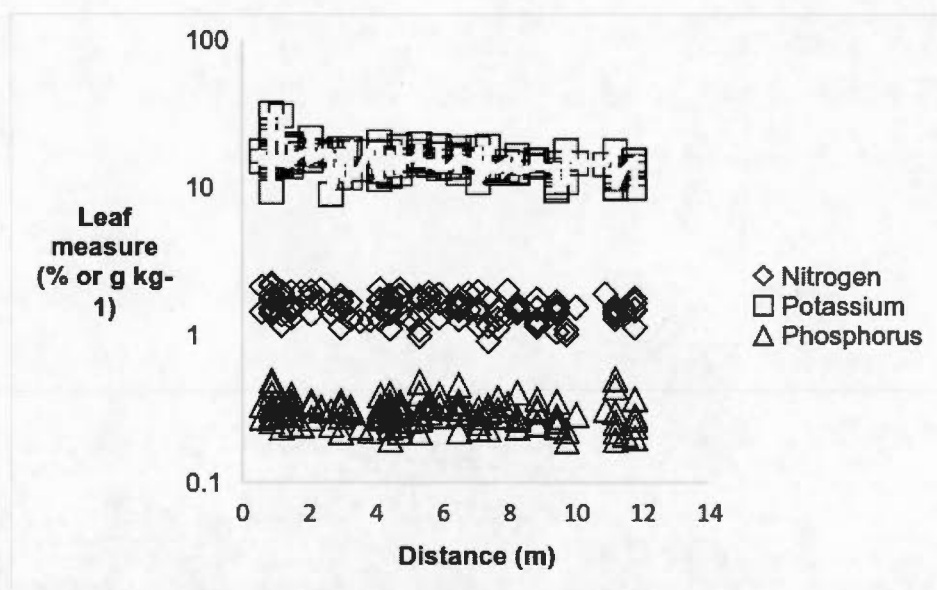 100
10
1
0.1
Leaf
measure
(% or g kg-
1)
0 2 4 6 8 10 12 14
Distance (m)
Nitrogen
Potassium
Phosphorus